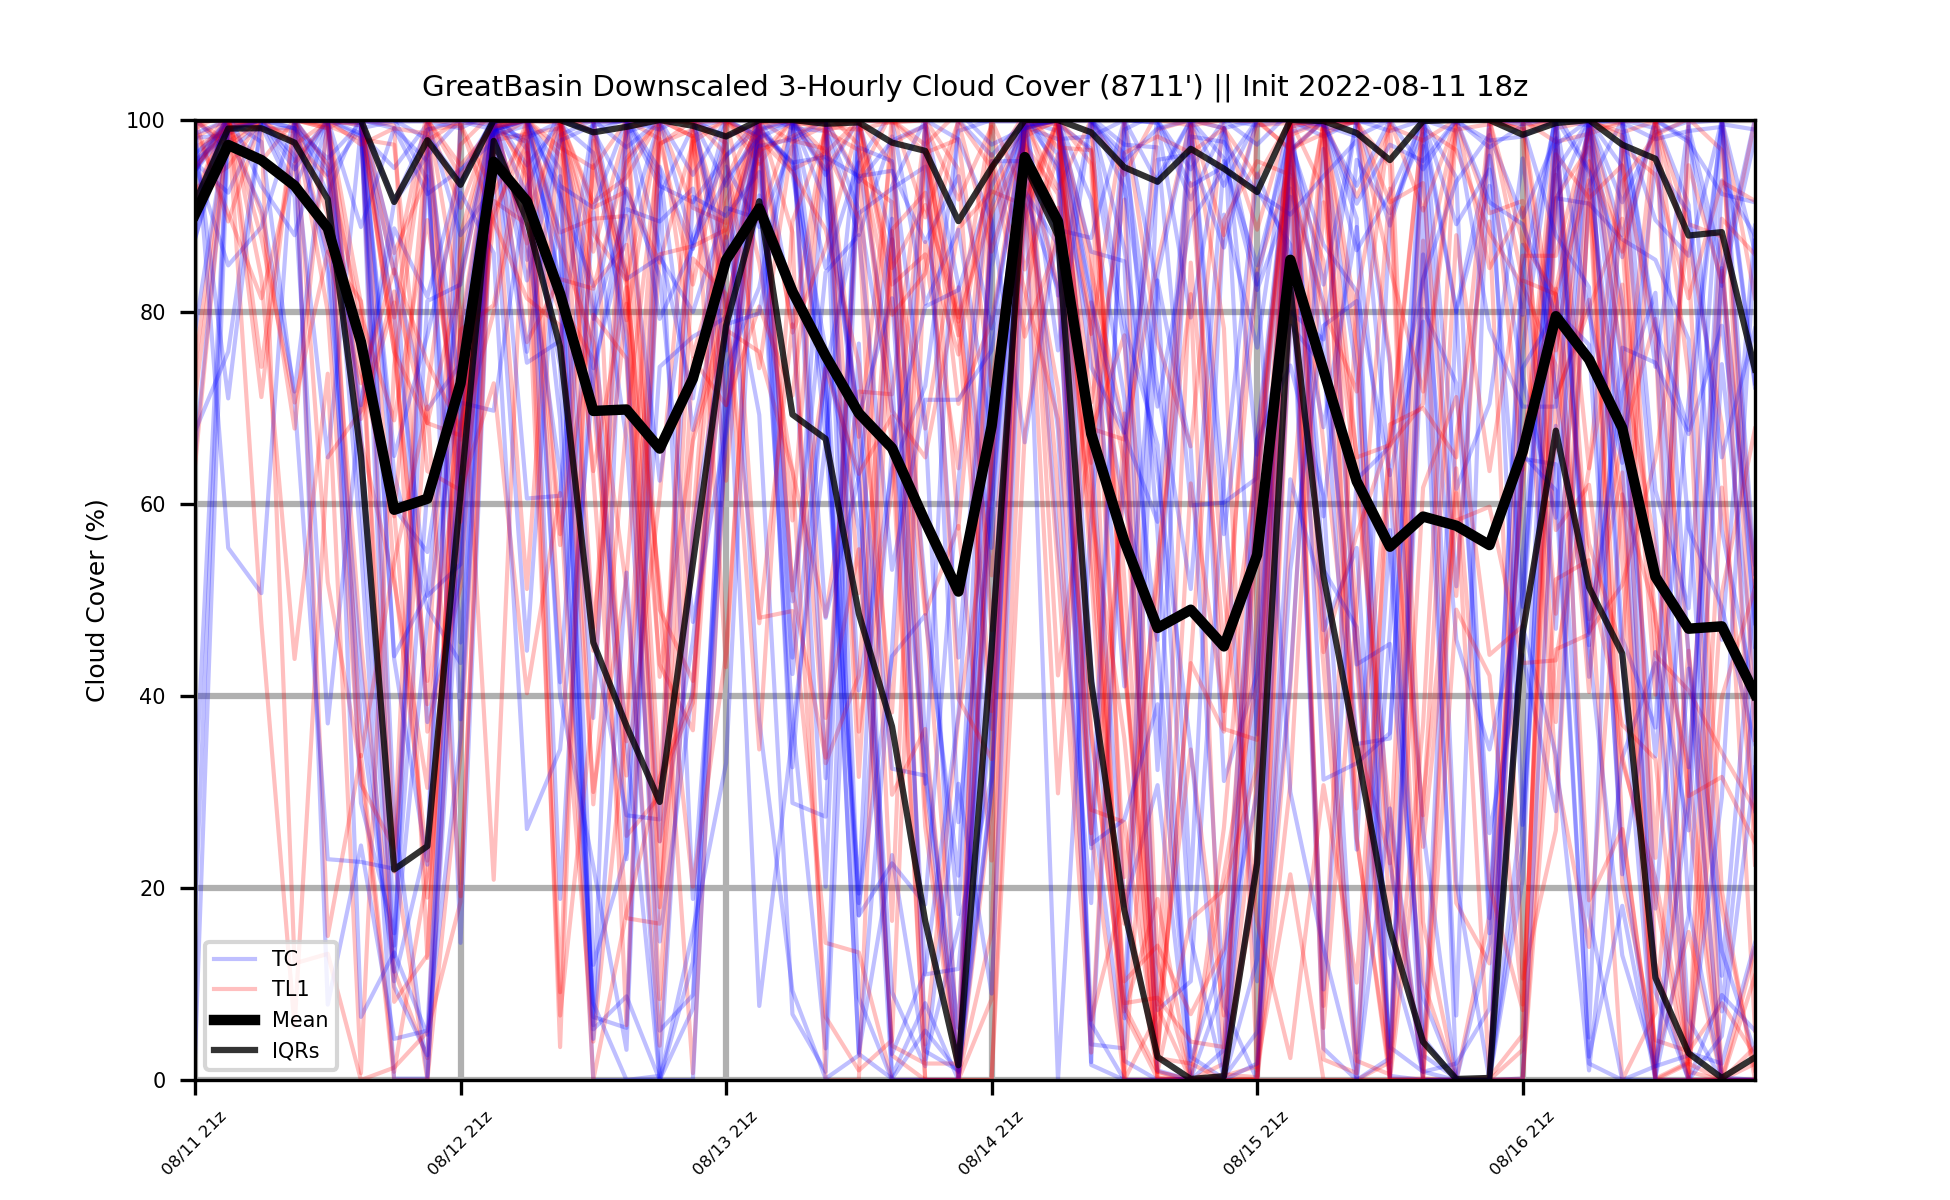 GreatBasin Downscaled 3-Hourly Cloud Cover (8711') || Init 2022-08-11 18z
Cloud Cover (%)
100
80
60
40
20
0
TC
TL1
Mean
IQRs
08/11 21z
08/12 21z
08/13 21z
08/14 21z
08/15 21z
08/16 21z